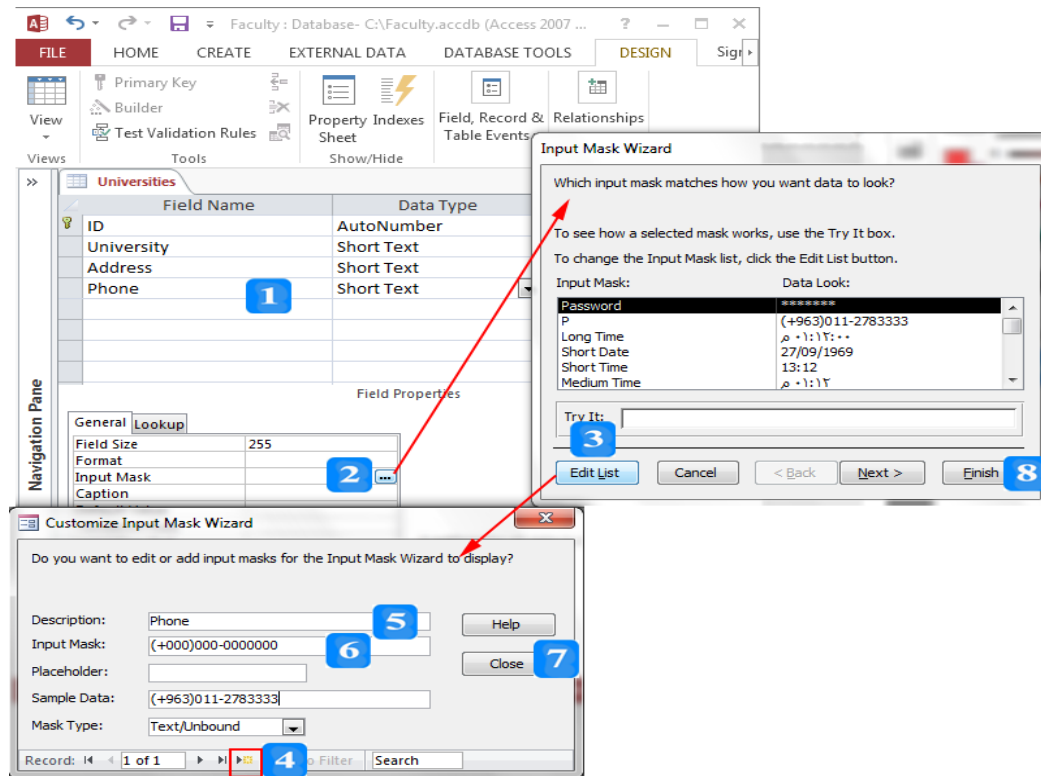 Faculty : Database- C:\Faculty.accdb (Access 2007 ...
?
FILE HOME CREATE EXTERNAL DATA DATABASE TOOLS DESIGN
View
Views
Primary Key
Builder
Test Validation Rules
Tools
Property Sheet
Indexes
Show/Hide
Field, Record & Table Events
Relationships
Universities
Field Name Data Type
ID AutoNumber
University Short Text
Address Short Text
Phone Short Text
1
Field Properties
Navigation Pane
General Lookup
Field Size 255
Format
Input Mask
2
...
Caption
Input Mask Wizard
Which input mask matches how you want data to look?
To see how a selected mask works, use the Try It box.
To change the Input Mask list, click the Edit List button.
Input Mask: Data Look:
Password *******
P (+963)011-2783333
Long Time ٠١:١٢:٠٠ م
Short Date 27/09/1969
Short Time 13:12
Medium Time ٠١:١٢ م
Try It:
3
Edit List Cancel < Back Next > Finish
8
Customize Input Mask Wizard
Do you want to edit or add input masks for the Input Mask Wizard to display?
Description: Phone
5
Help
Input Mask: (+000)000-0000000
6
Close
7
Placeholder:
Sample Data: (+963)011-2783333
Mask Type: Text/Unbound
Record: 1 of 1
4
Filter Search